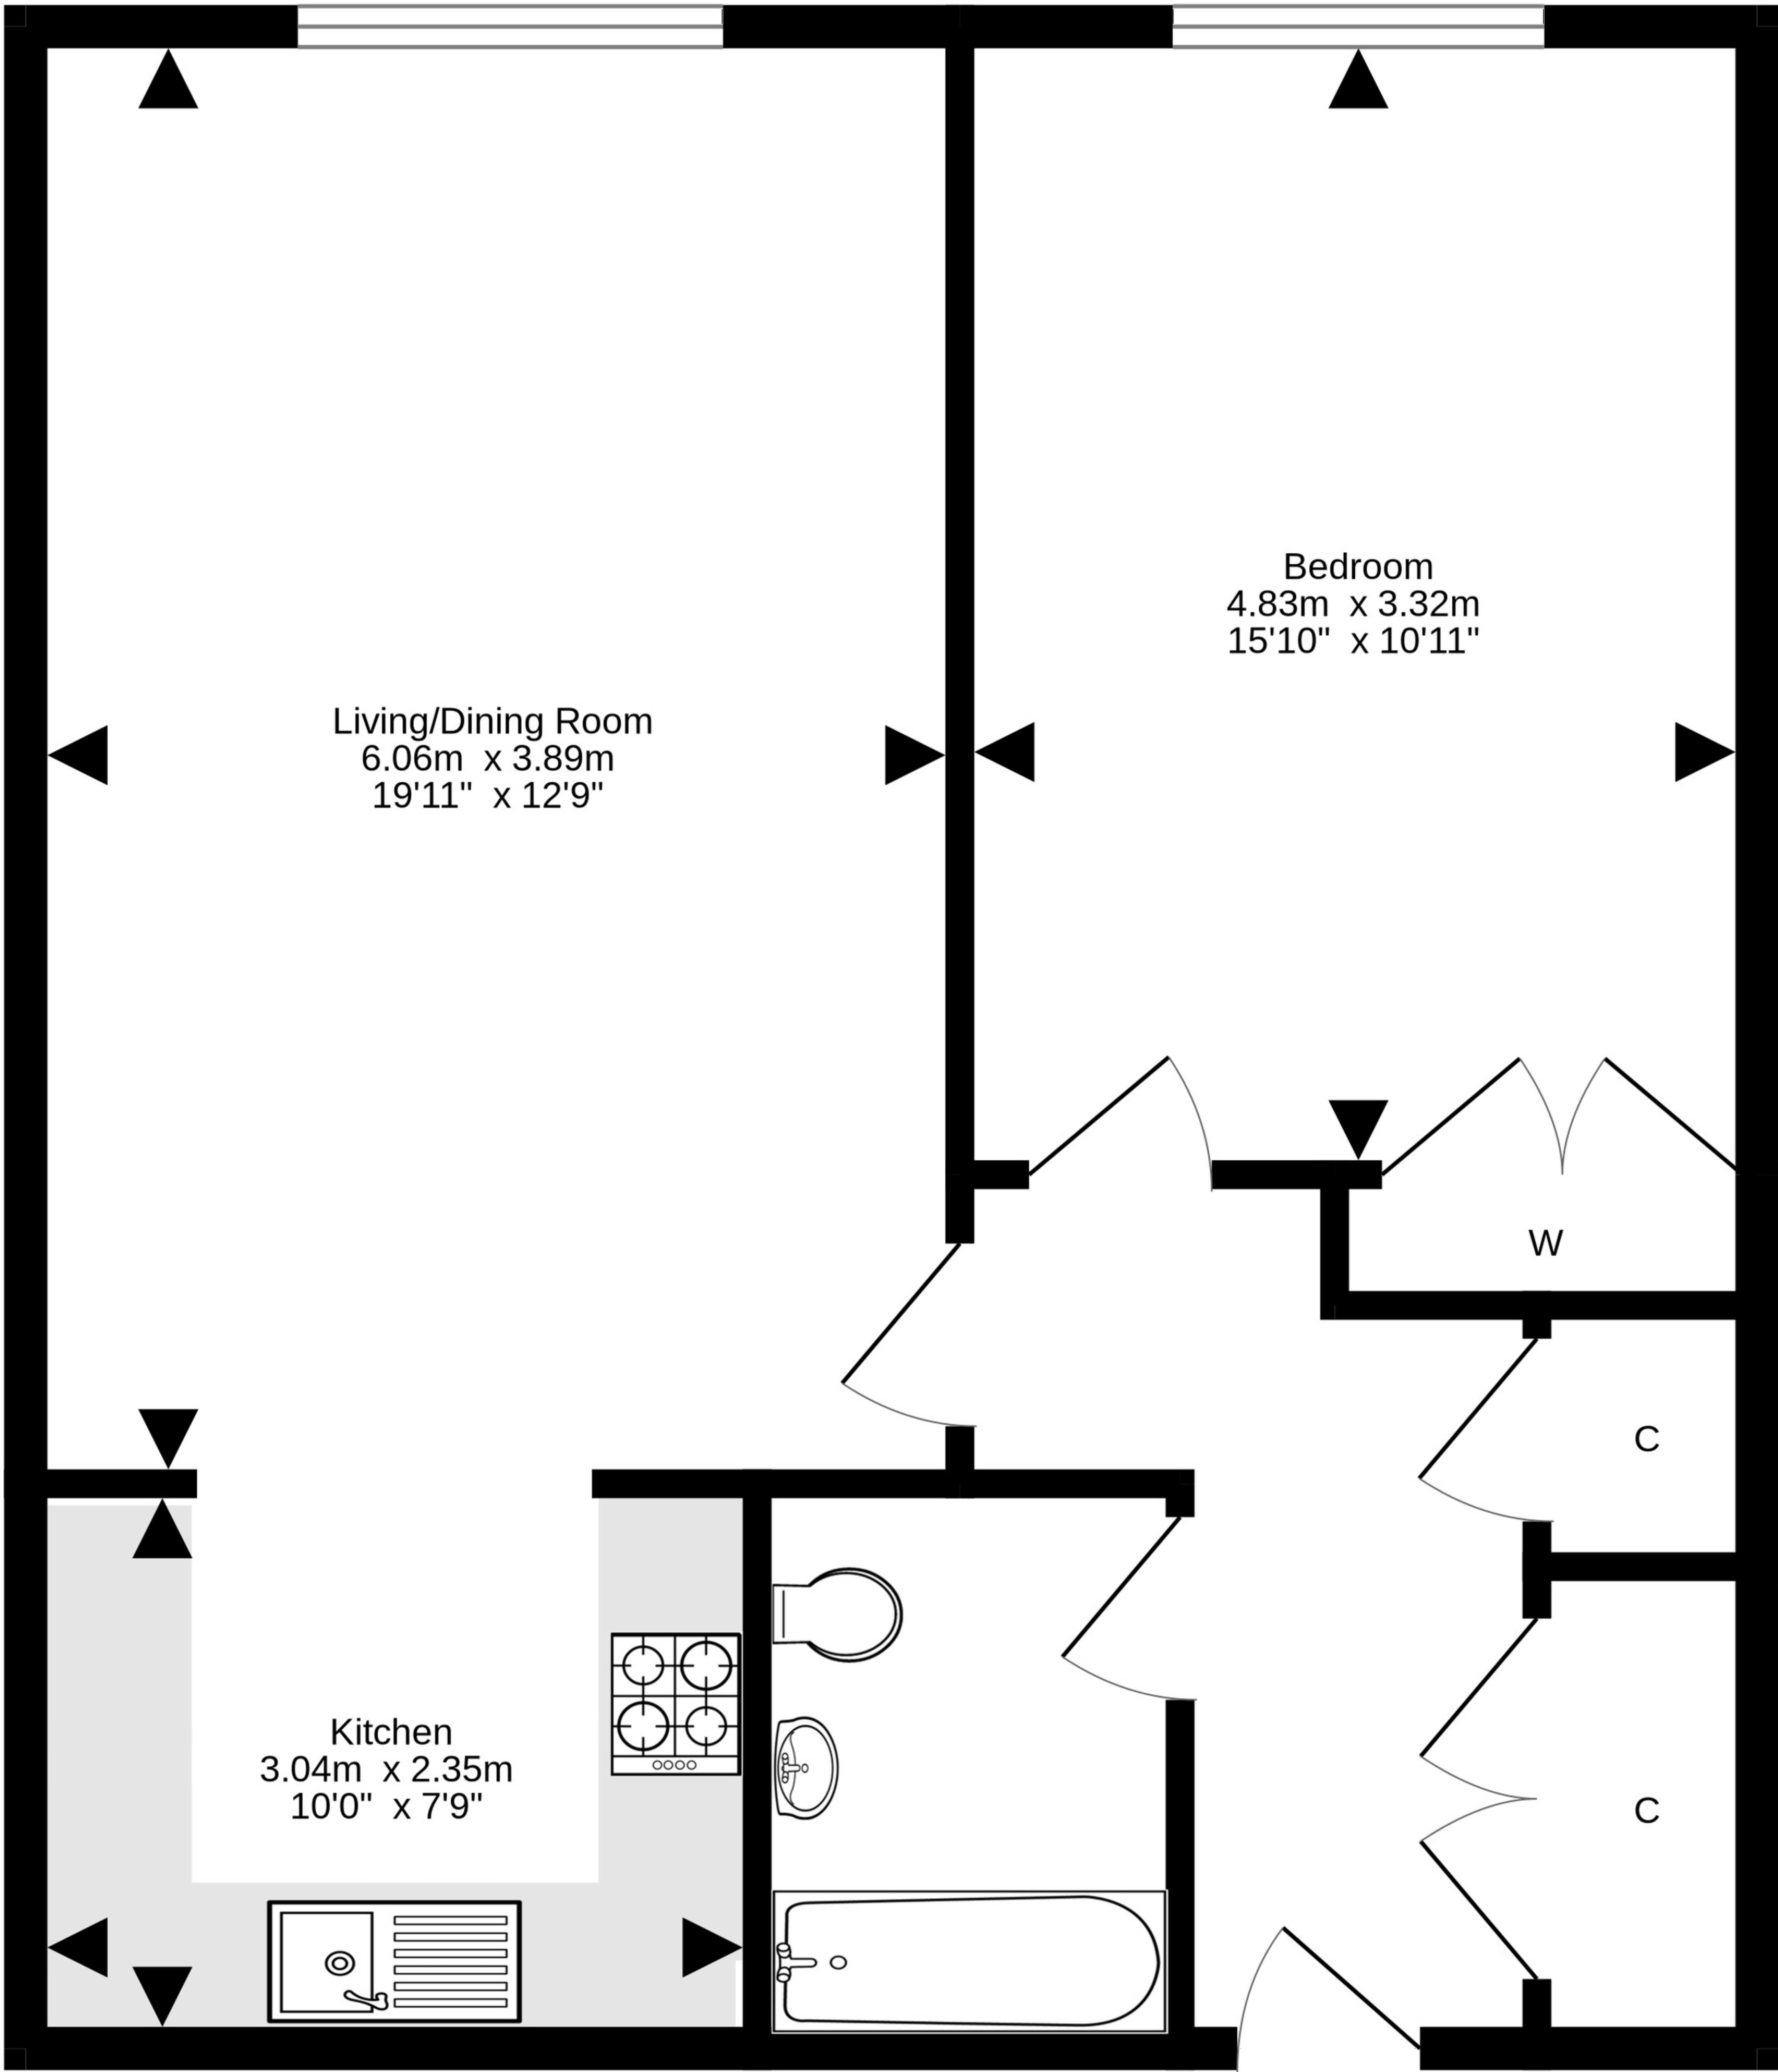 Bedroom
4.83m x 3.32m
15'10" x 10'11"
Living/Dining Room
6.06m x 3.89m
19'11" x 12'9"
W
C
Kitchen
3.04m x 2.35m
10'0" x 7'9"
C